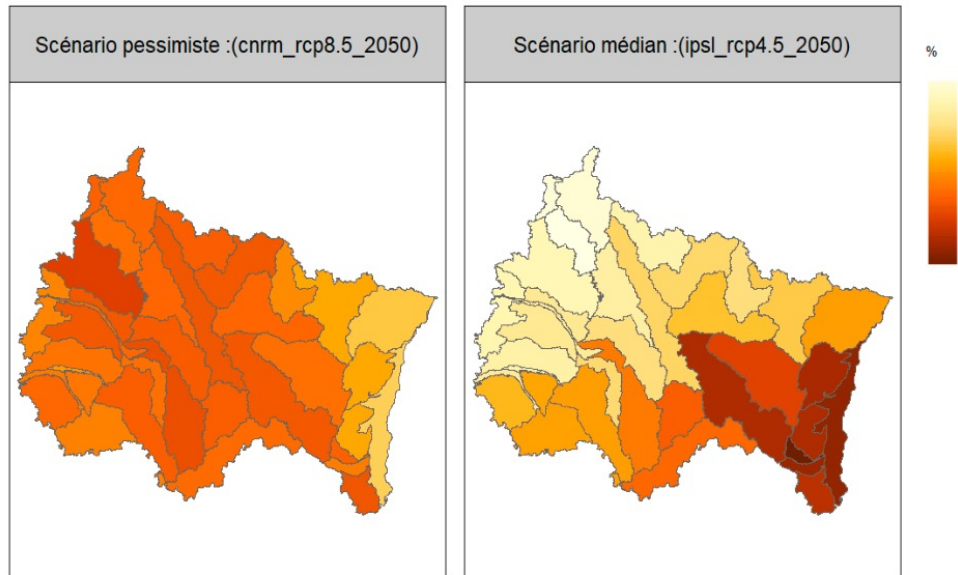 Scénario pessimiste :(cnrm_rcp8.5_2050)
Scénario médian :(ipsl_rcp4.5_2050)
%